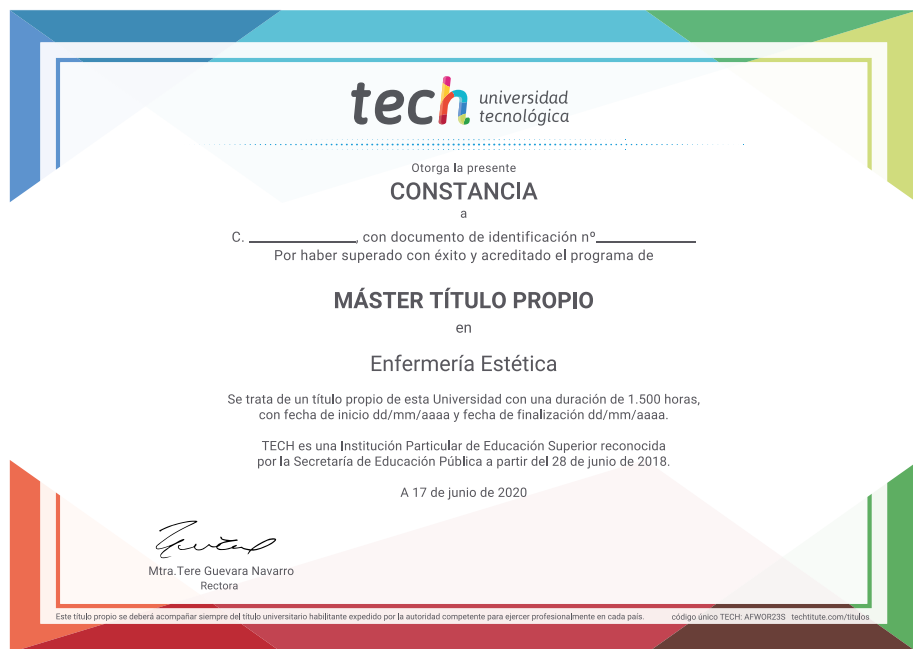 tech universidad
tecnológica
Otorga la presente
CONSTANCIA
a
C. ____________, con documento de identificación nº____________
Por haber superado con éxito y acreditado el programa de
MÁSTER TÍTULO PROPIO
en
Enfermería Estética
Se trata de un título propio de esta Universidad con una duración de 1.500 horas,
con fecha de inicio dd/mm/aaaa y fecha de finalización dd/mm/aaaa.
TECH es una Institución Particular de Educación Superior reconocida
por la Secretaría de Educación Pública a partir del 28 de junio de 2018.
A 17 de junio de 2020
Mtra.Tere Guevara Navarro
Rectora
Este título propio se deberá acompañar siempre del título universitario habilitante expedido por la autoridad competente para ejercer profesionalmente en cada país. código único TECH: AFWOR23S techtitute.com/titulos